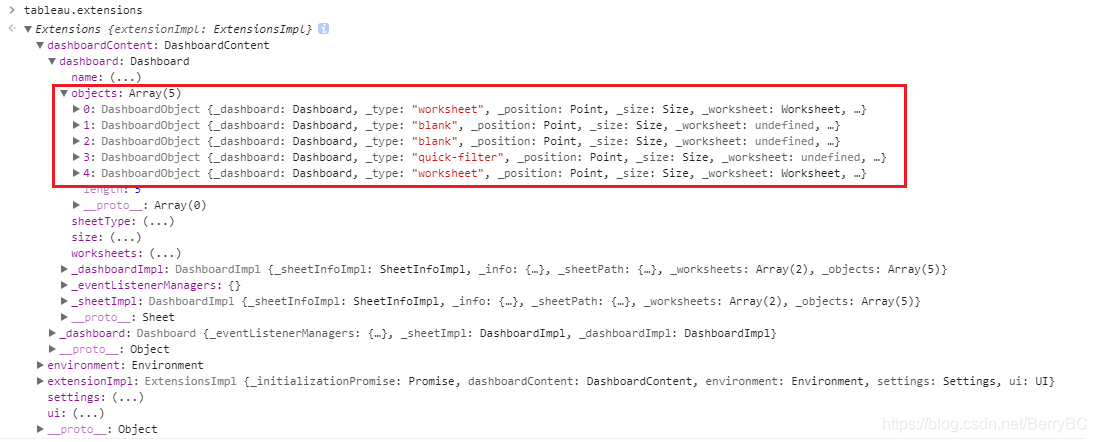 tableau.extensions
Extensions {extensionImpl: ExtensionsImpl}
dashboardContent: DashboardContent
dashboard: Dashboard
name: (...)
objects: Array(5)
0: DashboardObject {_dashboard: Dashboard, _type: "worksheet", _position: Point, _size: Size, _worksheet: Worksheet, …}
1: DashboardObject {_dashboard: Dashboard, _type: "blank", _position: Point, _size: Size, _worksheet: undefined, …}
2: DashboardObject {_dashboard: Dashboard, _type: "blank", _position: Point, _size: Size, _worksheet: undefined, …}
3: DashboardObject {_dashboard: Dashboard, _type: "quick-filter", _position: Point, _size: Size, _worksheet: undefined, …}
4: DashboardObject {_dashboard: Dashboard, _type: "worksheet", _position: Point, _size: Size, _worksheet: Worksheet, …}
length: 5
__proto__: Array(0)
sheetType: (...)
size: (...)
worksheets: (...)
_dashboardImpl: DashboardImpl {_sheetInfoImpl: SheetInfoImpl, _info: {…}, _sheetPath: {…}, _worksheets: Array(2), _objects: Array(5)}
_eventListenerManagers: {}
_sheetImpl: DashboardImpl {_sheetInfoImpl: SheetInfoImpl, _info: {…}, _sheetPath: {…}, _worksheets: Array(2), _objects: Array(5)}
__proto__: Sheet
_dashboard: Dashboard {_eventListenerManagers: {…}, _sheetImpl: DashboardImpl, _dashboardImpl: DashboardImpl}
__proto__: Object
environment: Environment
extensionImpl: ExtensionsImpl {_initializationPromise: Promise, dashboardContent: DashboardContent, environment: Environment, settings: Settings, ui: UI}
settings: (...)
ui: (...)
__proto__: Object
https://blog.csdn.net/BerryBC